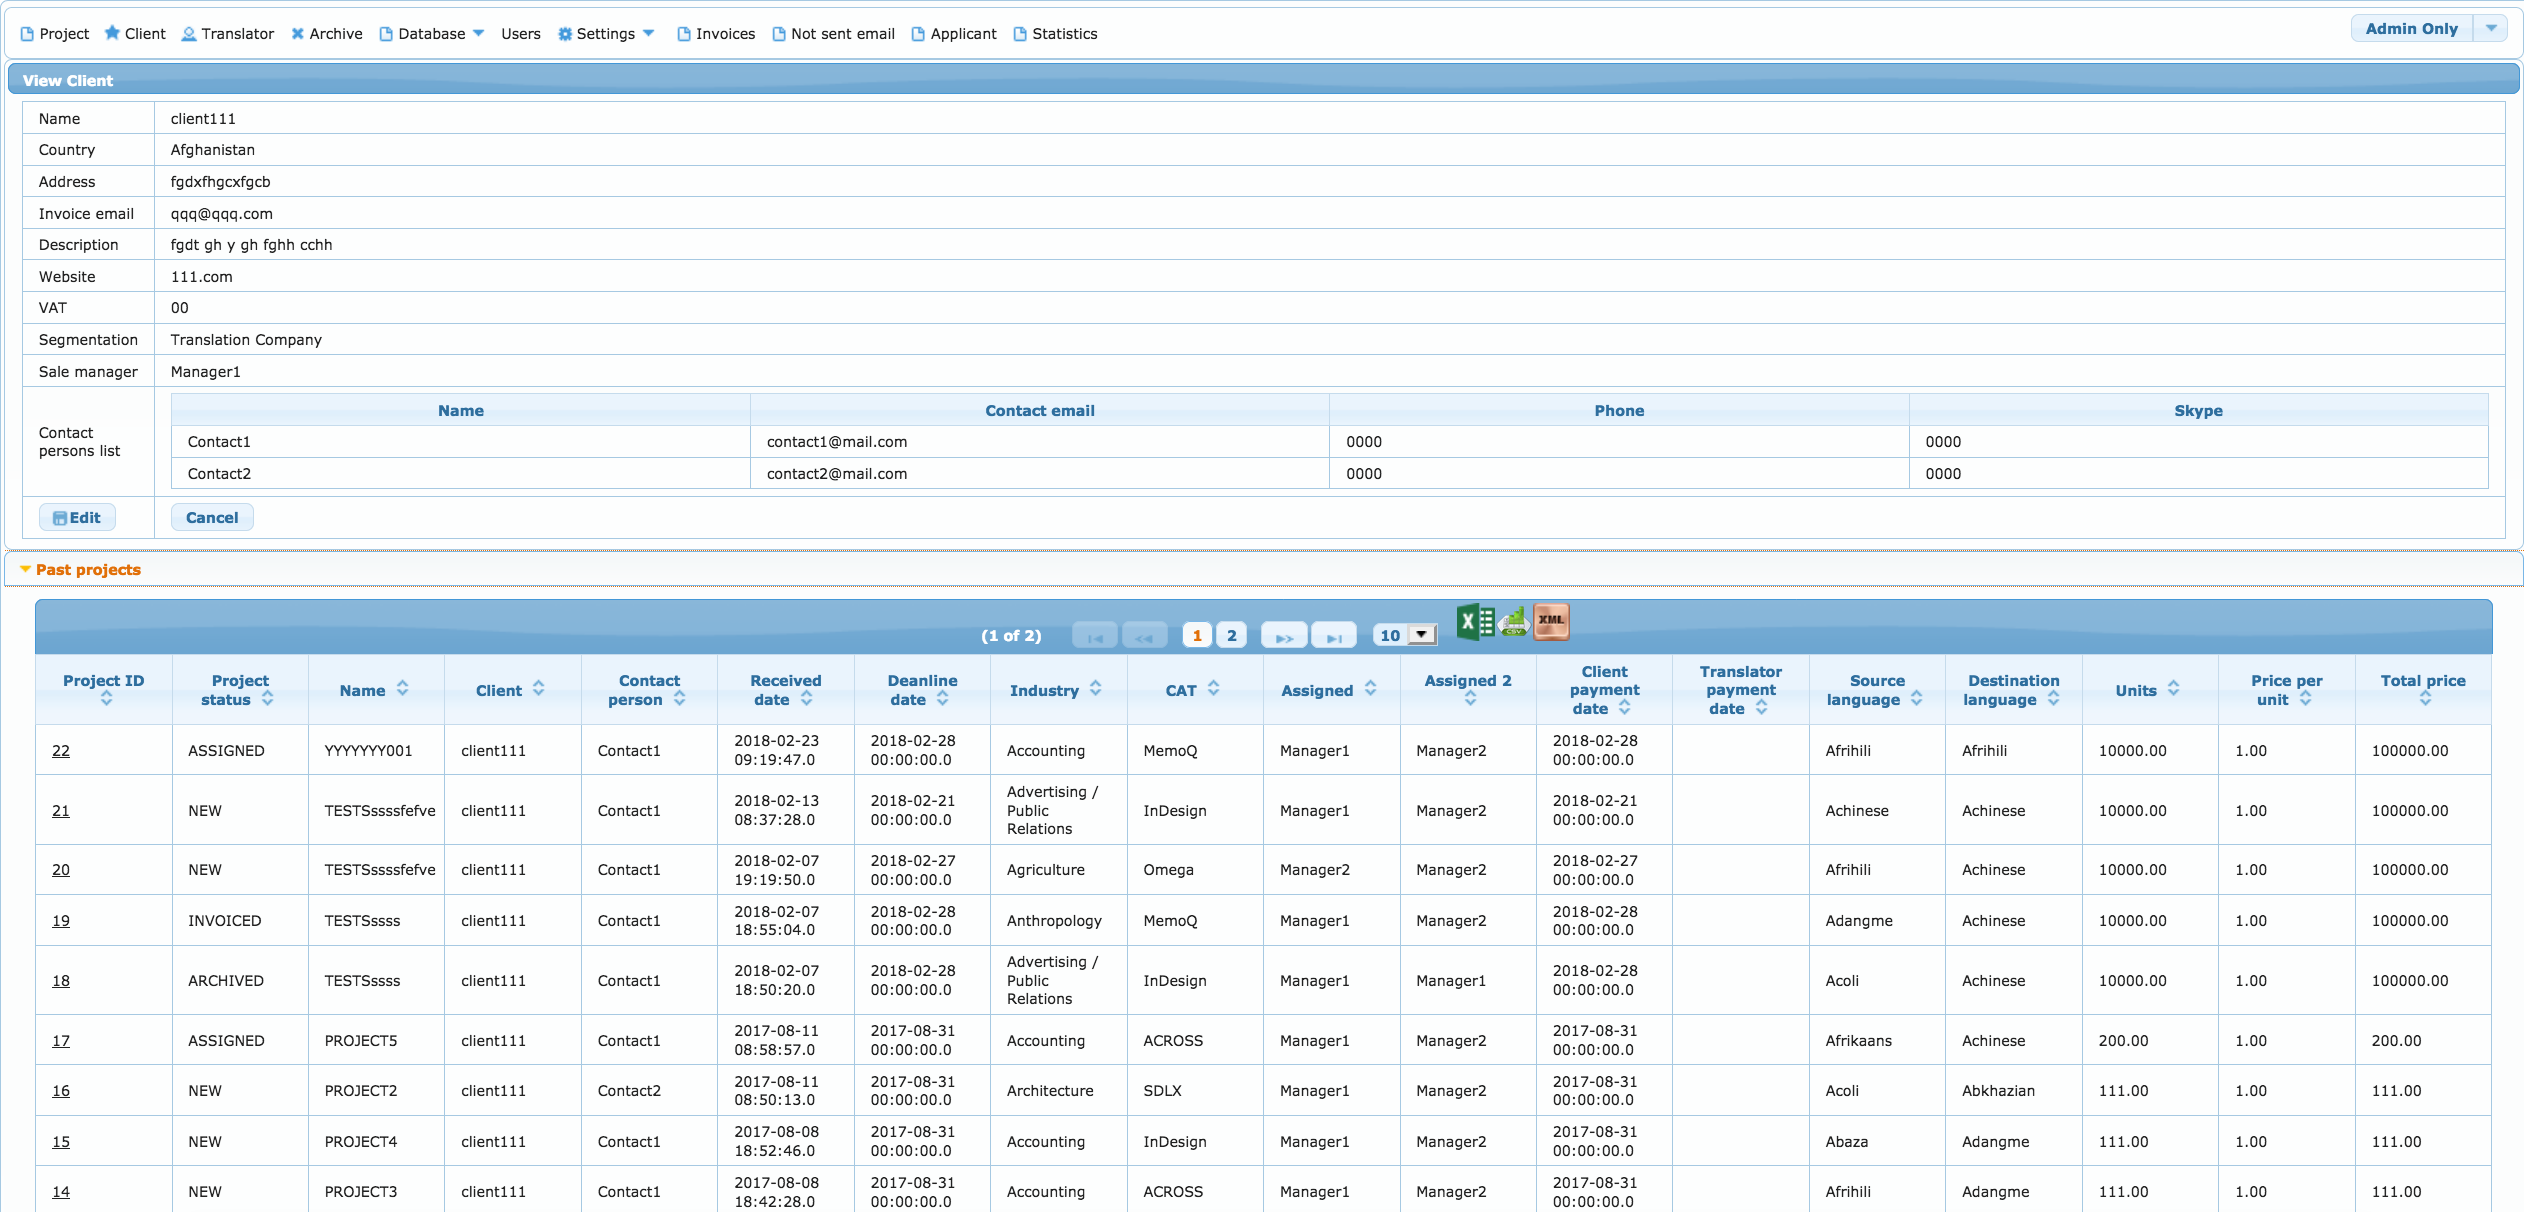 Project Client Translator Archive Database Users Settings Invoices Not sent email Applicant Statistics Admin Only
View Client
Name client111
Country Afghanistan
Address fgdxfhgcxfgcb
Invoice email qqq@qqq.com
Description fgdt gh y gh fghh cchh
Website 111.com
VAT 00
Segmentation Translation Company
Sale manager Manager1
Contact persons list
Name Contact email Phone Skype
Contact1 contact1@mail.com 0000 0000
Contact2 contact2@mail.com 0000 0000
Edit Cancel
Past projects
(1 of 2) 1 2 10 X CSV XML
Project ID Project status Name Client Contact person Received date Deanline date Industry CAT Assigned Assigned 2 Client payment date Translator payment date Source language Destination language Units Price per unit Total price
22 ASSIGNED YYYYYYY001 client111 Contact1 2018-02-23 09:19:47.0 2018-02-28 00:00:00.0 Accounting MemoQ Manager1 Manager2 2018-02-28 00:00:00.0 Afrihili Afrihili 10000.00 1.00 100000.00
21 NEW TESTSssssfefve client111 Contact1 2018-02-13 08:37:28.0 2018-02-21 00:00:00.0 Advertising / Public Relations InDesign Manager1 Manager2 2018-02-21 00:00:00.0 Achinese Achinese 10000.00 1.00 100000.00
20 NEW TESTSssssfefve client111 Contact1 2018-02-07 19:19:50.0 2018-02-27 00:00:00.0 Agriculture Omega Manager2 Manager2 2018-02-27 00:00:00.0 Afrihili Achinese 10000.00 1.00 100000.00
19 INVOICED TESTSssss client111 Contact1 2018-02-07 18:55:04.0 2018-02-28 00:00:00.0 Anthropology MemoQ Manager1 Manager2 2018-02-28 00:00:00.0 Adangme Achinese 10000.00 1.00 100000.00
18 ARCHIVED TESTSssss client111 Contact1 2018-02-07 18:50:20.0 2018-02-28 00:00:00.0 Advertising / Public Relations InDesign Manager1 Manager1 2018-02-28 00:00:00.0 Acoli Achinese 10000.00 1.00 100000.00
17 ASSIGNED PROJECT5 client111 Contact1 2017-08-11 08:58:57.0 2017-08-31 00:00:00.0 Accounting ACROSS Manager1 Manager2 2017-08-31 00:00:00.0 Afrikaans Achinese 200.00 1.00 200.00
16 NEW PROJECT2 client111 Contact2 2017-08-11 08:50:13.0 2017-08-31 00:00:00.0 Architecture SDLX Manager1 Manager2 2017-08-31 00:00:00.0 Acoli Abkhazian 111.00 1.00 111.00
15 NEW PROJECT4 client111 Contact1 2017-08-08 18:52:46.0 2017-08-31 00:00:00.0 Accounting InDesign Manager1 Manager2 2017-08-31 00:00:00.0 Abaza Adangme 111.00 1.00 111.00
14 NEW PROJECT3 client111 Contact1 2017-08-08 18:42:28.0 2017-08-31 00:00:00.0 Accounting ACROSS Manager1 Manager2 2017-08-31 00:00:00.0 Afrihili Adangme 111.00 1.00 111.00